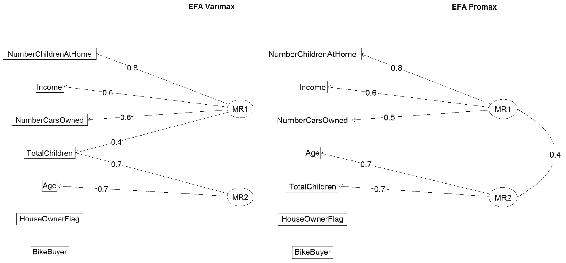 EFA Varimax
NumberChildrenAtHome
0.8
Income
0.6
MR1
NumberCarsOwned
0.6
0.4
TotalChildren
0.7
Age
0.7
MR2
HouseOwnerFlag
BikeBuyer
EFA Promax
NumberChildrenAtHome
0.8
Income
0.6
MR1
NumberCarsOwned
0.5
Age
0.4
0.7
TotalChildren
0.7
MR2
HouseOwnerFlag
BikeBuyer